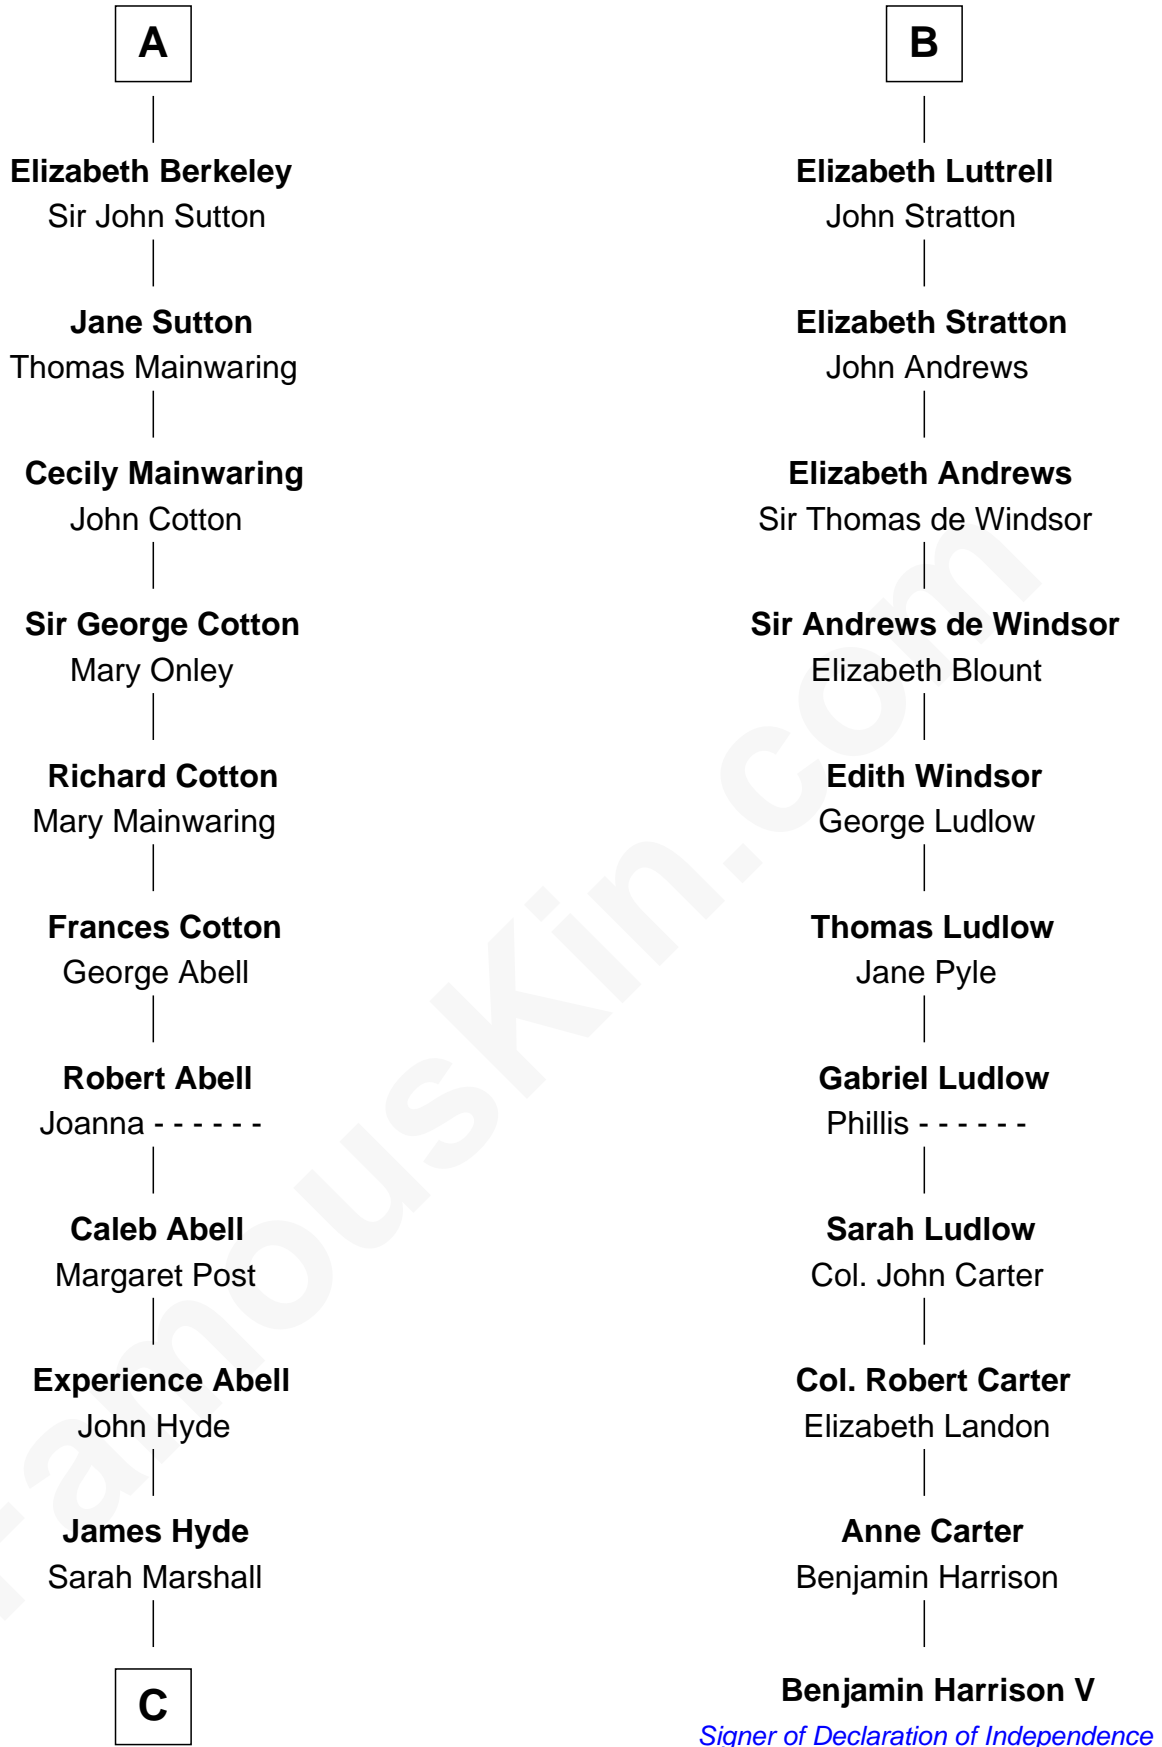 A
Elizabeth Berkeley
Sir John Sutton
Jane Sutton
Thomas Mainwaring
Cecily Mainwaring
John Cotton
Sir George Cotton
Mary Onley
Richard Cotton
Mary Mainwaring
Frances Cotton
George Abell
Robert Abell
Joanna - - - - - -
Caleb Abell
Margaret Post
Experience Abell
John Hyde
James Hyde
Sarah Marshall
C
B
Elizabeth Luttrell
John Stratton
Elizabeth Stratton
John Andrews
Elizabeth Andrews
Sir Thomas de Windsor
Sir Andrews de Windsor
Elizabeth Blount
Edith Windsor
George Ludlow
Thomas Ludlow
Jane Pyle
Gabriel Ludlow
Phillis - - - - - -
Sarah Ludlow
Col. John Carter
Col. Robert Carter
Elizabeth Landon
Anne Carter
Benjamin Harrison
Benjamin Harrison V
Signer of Declaration of Independence
FamousKin.com